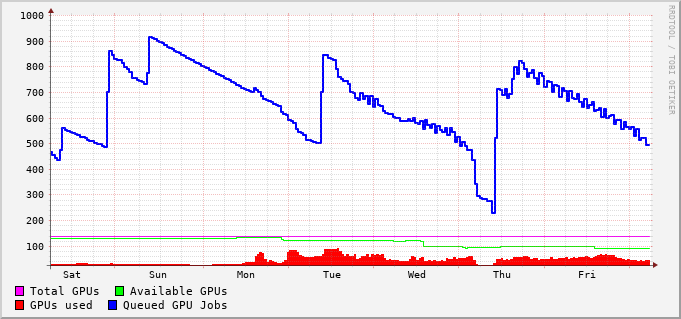 1000
900
800
700
600
500
400
300
200
100
Sat Sun Mon Tue Wed Thu Fri
Total GPUs Available GPUs
GPUs used Queued GPU Jobs
RRDTOOL / TOBI OETIKER